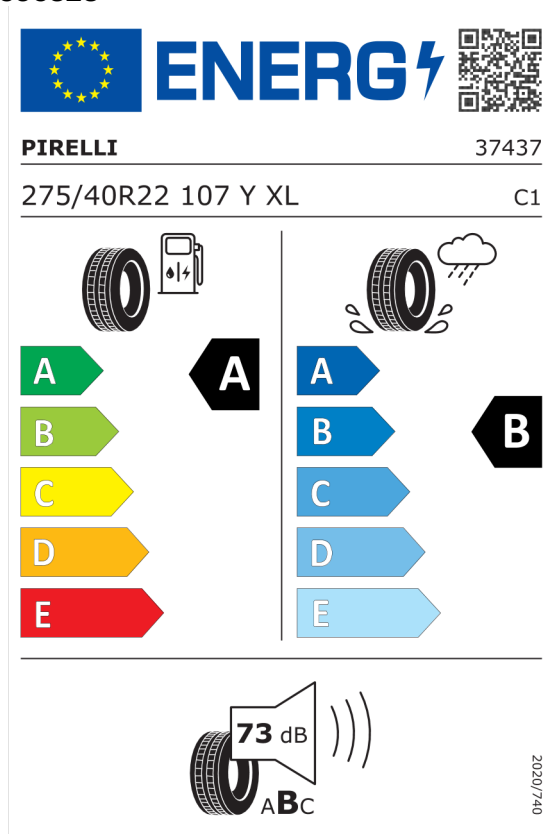 ENERG
PIRELLI 37437
275/40R22 107 Y XL C1
A A
B
C
D
E
A
B B
C
D
E
73 dB
ABC
2020/740